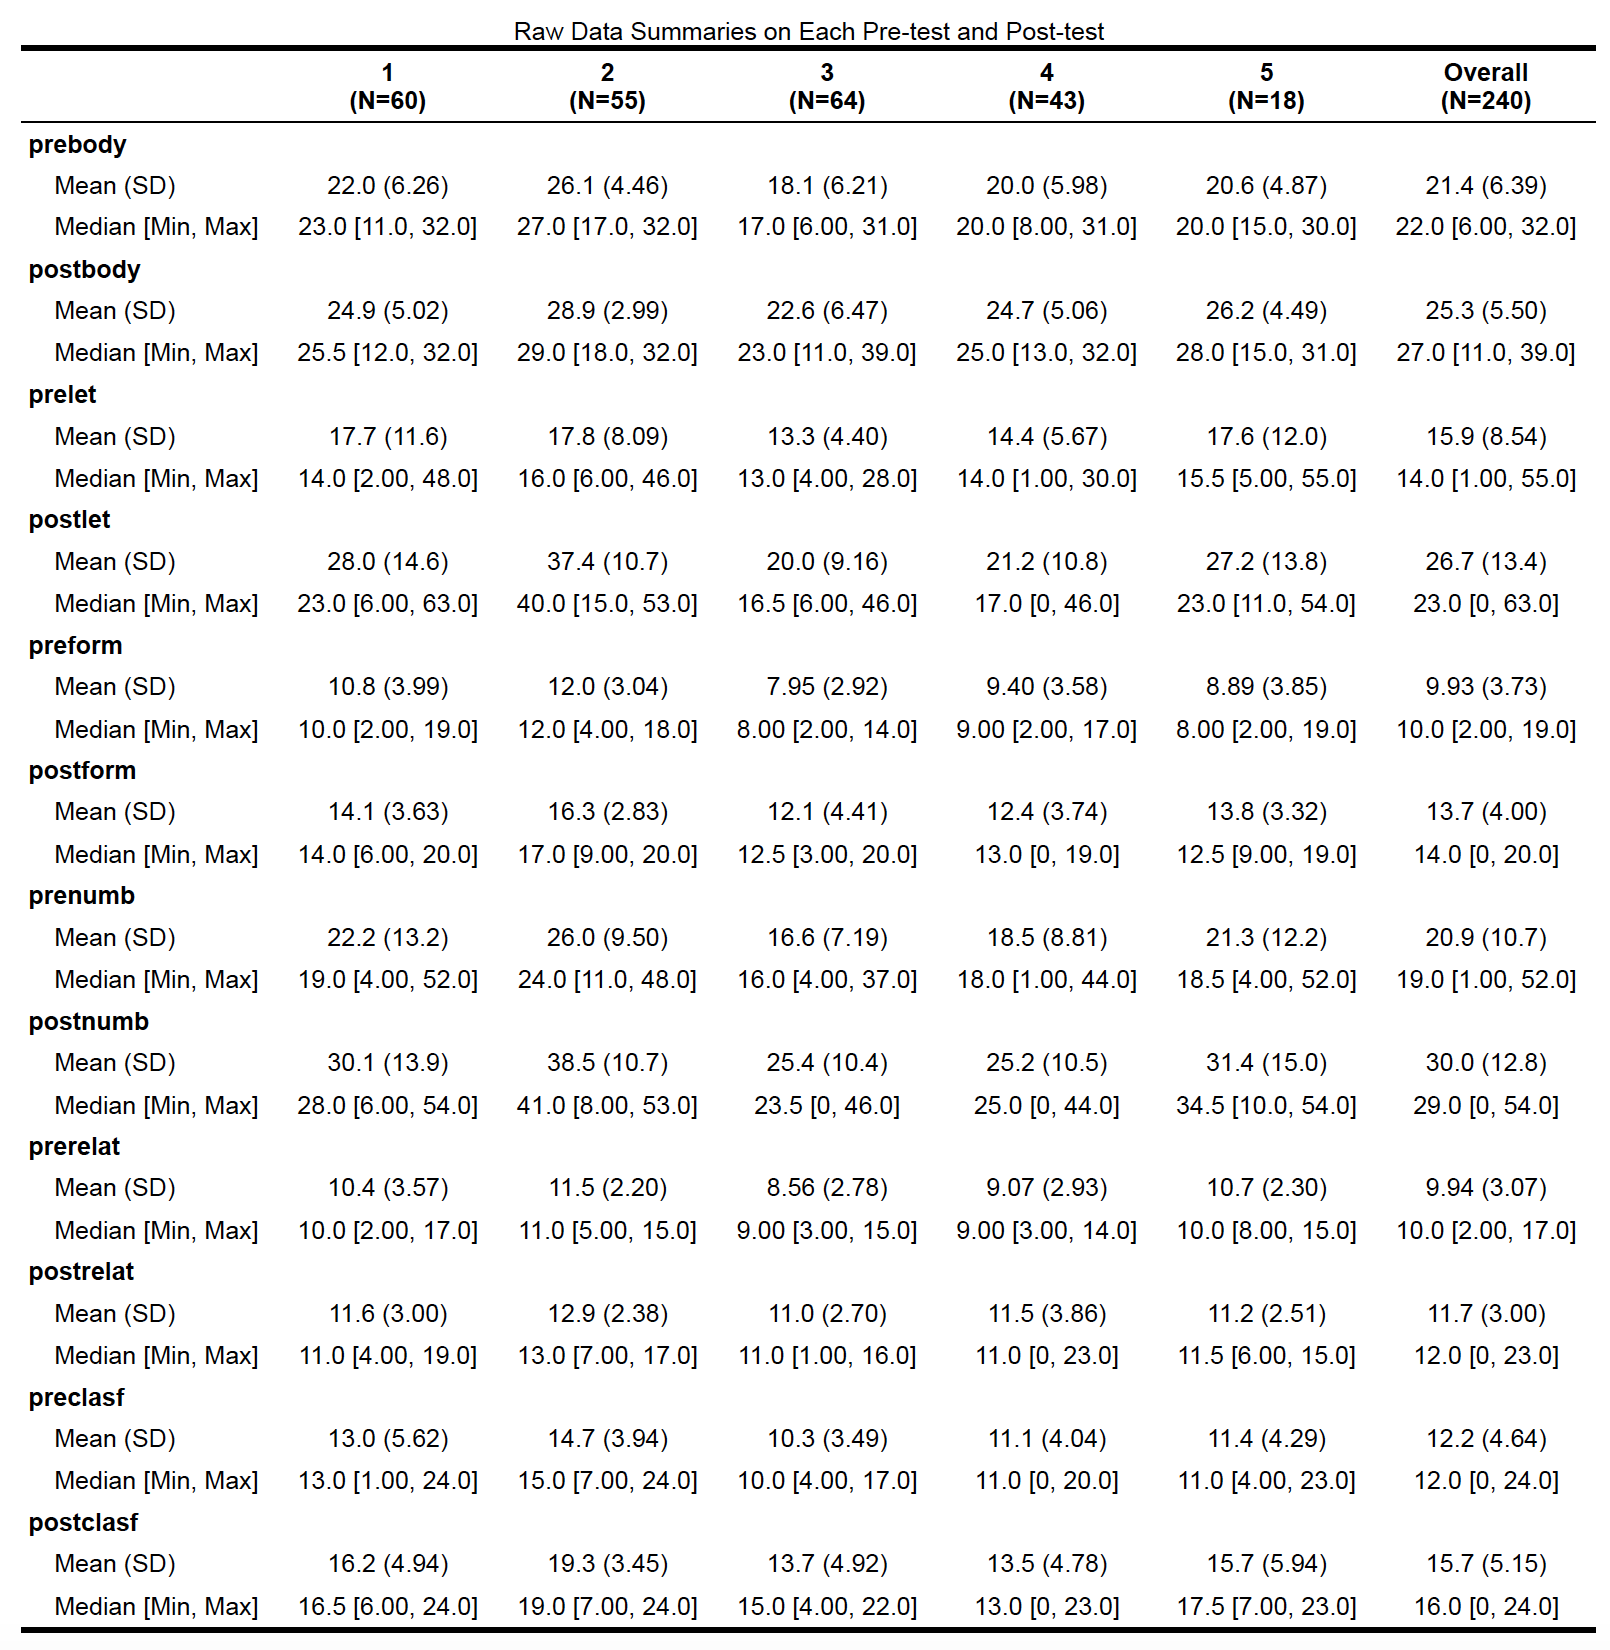 Raw Data Summaries on Each Pre-test and Post-test
1 2 3 4 5 Overall
(N=60) (N=55) (N=64) (N=43) (N=18) (N=240)
prebody
Mean (SD) 22.0 (6.26) 26.1 (4.46) 18.1 (6.21) 20.0 (5.98) 20.6 (4.87) 21.4 (6.39)
Median [Min, Max] 23.0 [11.0, 32.0] 27.0 [17.0, 32.0] 17.0 [6.00, 31.0] 20.0 [8.00, 31.0] 20.0 [15.0, 30.0] 22.0 [6.00, 32.0]
postbody
Mean (SD) 24.9 (5.02) 28.9 (2.99) 22.6 (6.47) 24.7 (5.06) 26.2 (4.49) 25.3 (5.50)
Median [Min, Max] 25.5 [12.0, 32.0] 29.0 [18.0, 32.0] 23.0 [11.0, 39.0] 25.0 [13.0, 32.0] 28.0 [15.0, 31.0] 27.0 [11.0, 39.0]
prelet
Mean (SD) 17.7 (11.6) 17.8 (8.09) 13.3 (4.40) 14.4 (5.67) 17.6 (12.0) 15.9 (8.54)
Median [Min, Max] 14.0 [2.00, 48.0] 16.0 [6.00, 46.0] 13.0 [4.00, 28.0] 14.0 [1.00, 30.0] 15.5 [5.00, 55.0] 14.0 [1.00, 55.0]
postlet
Mean (SD) 28.0 (14.6) 37.4 (10.7) 20.0 (9.16) 21.2 (10.8) 27.2 (13.8) 26.7 (13.4)
Median [Min, Max] 23.0 [6.00, 63.0] 40.0 [15.0, 53.0] 16.5 [6.00, 46.0] 17.0 [0, 46.0] 23.0 [11.0, 54.0] 23.0 [0, 63.0]
preform
Mean (SD) 10.8 (3.99) 12.0 (3.04) 7.95 (2.92) 9.40 (3.58) 8.89 (3.85) 9.93 (3.73)
Median [Min, Max] 10.0 [2.00, 19.0] 12.0 [4.00, 18.0] 8.00 [2.00, 14.0] 9.00 [2.00, 17.0] 8.00 [2.00, 19.0] 10.0 [2.00, 19.0]
postform
Mean (SD) 14.1 (3.63) 16.3 (2.83) 12.1 (4.41) 12.4 (3.74) 13.8 (3.32) 13.7 (4.00)
Median [Min, Max] 14.0 [6.00, 20.0] 17.0 [9.00, 20.0] 12.5 [3.00, 20.0] 13.0 [0, 19.0] 12.5 [9.00, 19.0] 14.0 [0, 20.0]
prenumb
Mean (SD) 22.2 (13.2) 26.0 (9.50) 16.6 (7.19) 18.5 (8.81) 21.3 (12.2) 20.9 (10.7)
Median [Min, Max] 19.0 [4.00, 52.0] 24.0 [11.0, 48.0] 16.0 [4.00, 37.0] 18.0 [1.00, 44.0] 18.5 [4.00, 52.0] 19.0 [1.00, 52.0]
postnumb
Mean (SD) 30.1 (13.9) 38.5 (10.7) 25.4 (10.4) 25.2 (10.5) 31.4 (15.0) 30.0 (12.8)
Median [Min, Max] 28.0 [6.00, 54.0] 41.0 [8.00, 53.0] 23.5 [0, 46.0] 25.0 [0, 44.0] 34.5 [10.0, 54.0] 29.0 [0, 54.0]
prerelat
Mean (SD) 10.4 (3.57) 11.5 (2.20) 8.56 (2.78) 9.07 (2.93) 10.7 (2.30) 9.94 (3.07)
Median [Min, Max] 10.0 [2.00, 17.0] 11.0 [5.00, 15.0] 9.00 [3.00, 15.0] 9.00 [3.00, 14.0] 10.0 [8.00, 15.0] 10.0 [2.00, 17.0]
postrelat
Mean (SD) 11.6 (3.00) 12.9 (2.38) 11.0 (2.70) 11.5 (3.86) 11.2 (2.51) 11.7 (3.00)
Median [Min, Max] 11.0 [4.00, 19.0] 13.0 [7.00, 17.0] 11.0 [1.00, 16.0] 11.0 [0, 23.0] 11.5 [6.00, 15.0] 12.0 [0, 23.0]
preclasf
Mean (SD) 13.0 (5.62) 14.7 (3.94) 10.3 (3.49) 11.1 (4.04) 11.4 (4.29) 12.2 (4.64)
Median [Min, Max] 13.0 [1.00, 24.0] 15.0 [7.00, 24.0] 10.0 [4.00, 17.0] 11.0 [0, 20.0] 11.0 [4.00, 23.0] 12.0 [0, 24.0]
postclasf
Mean (SD) 16.2 (4.94) 19.3 (3.45) 13.7 (4.92) 13.5 (4.78) 15.7 (5.94) 15.7 (5.15)
Median [Min, Max] 16.5 [6.00, 24.0] 19.0 [7.00, 24.0] 15.0 [4.00, 22.0] 13.0 [0, 23.0] 17.5 [7.00, 23.0] 16.0 [0, 24.0]